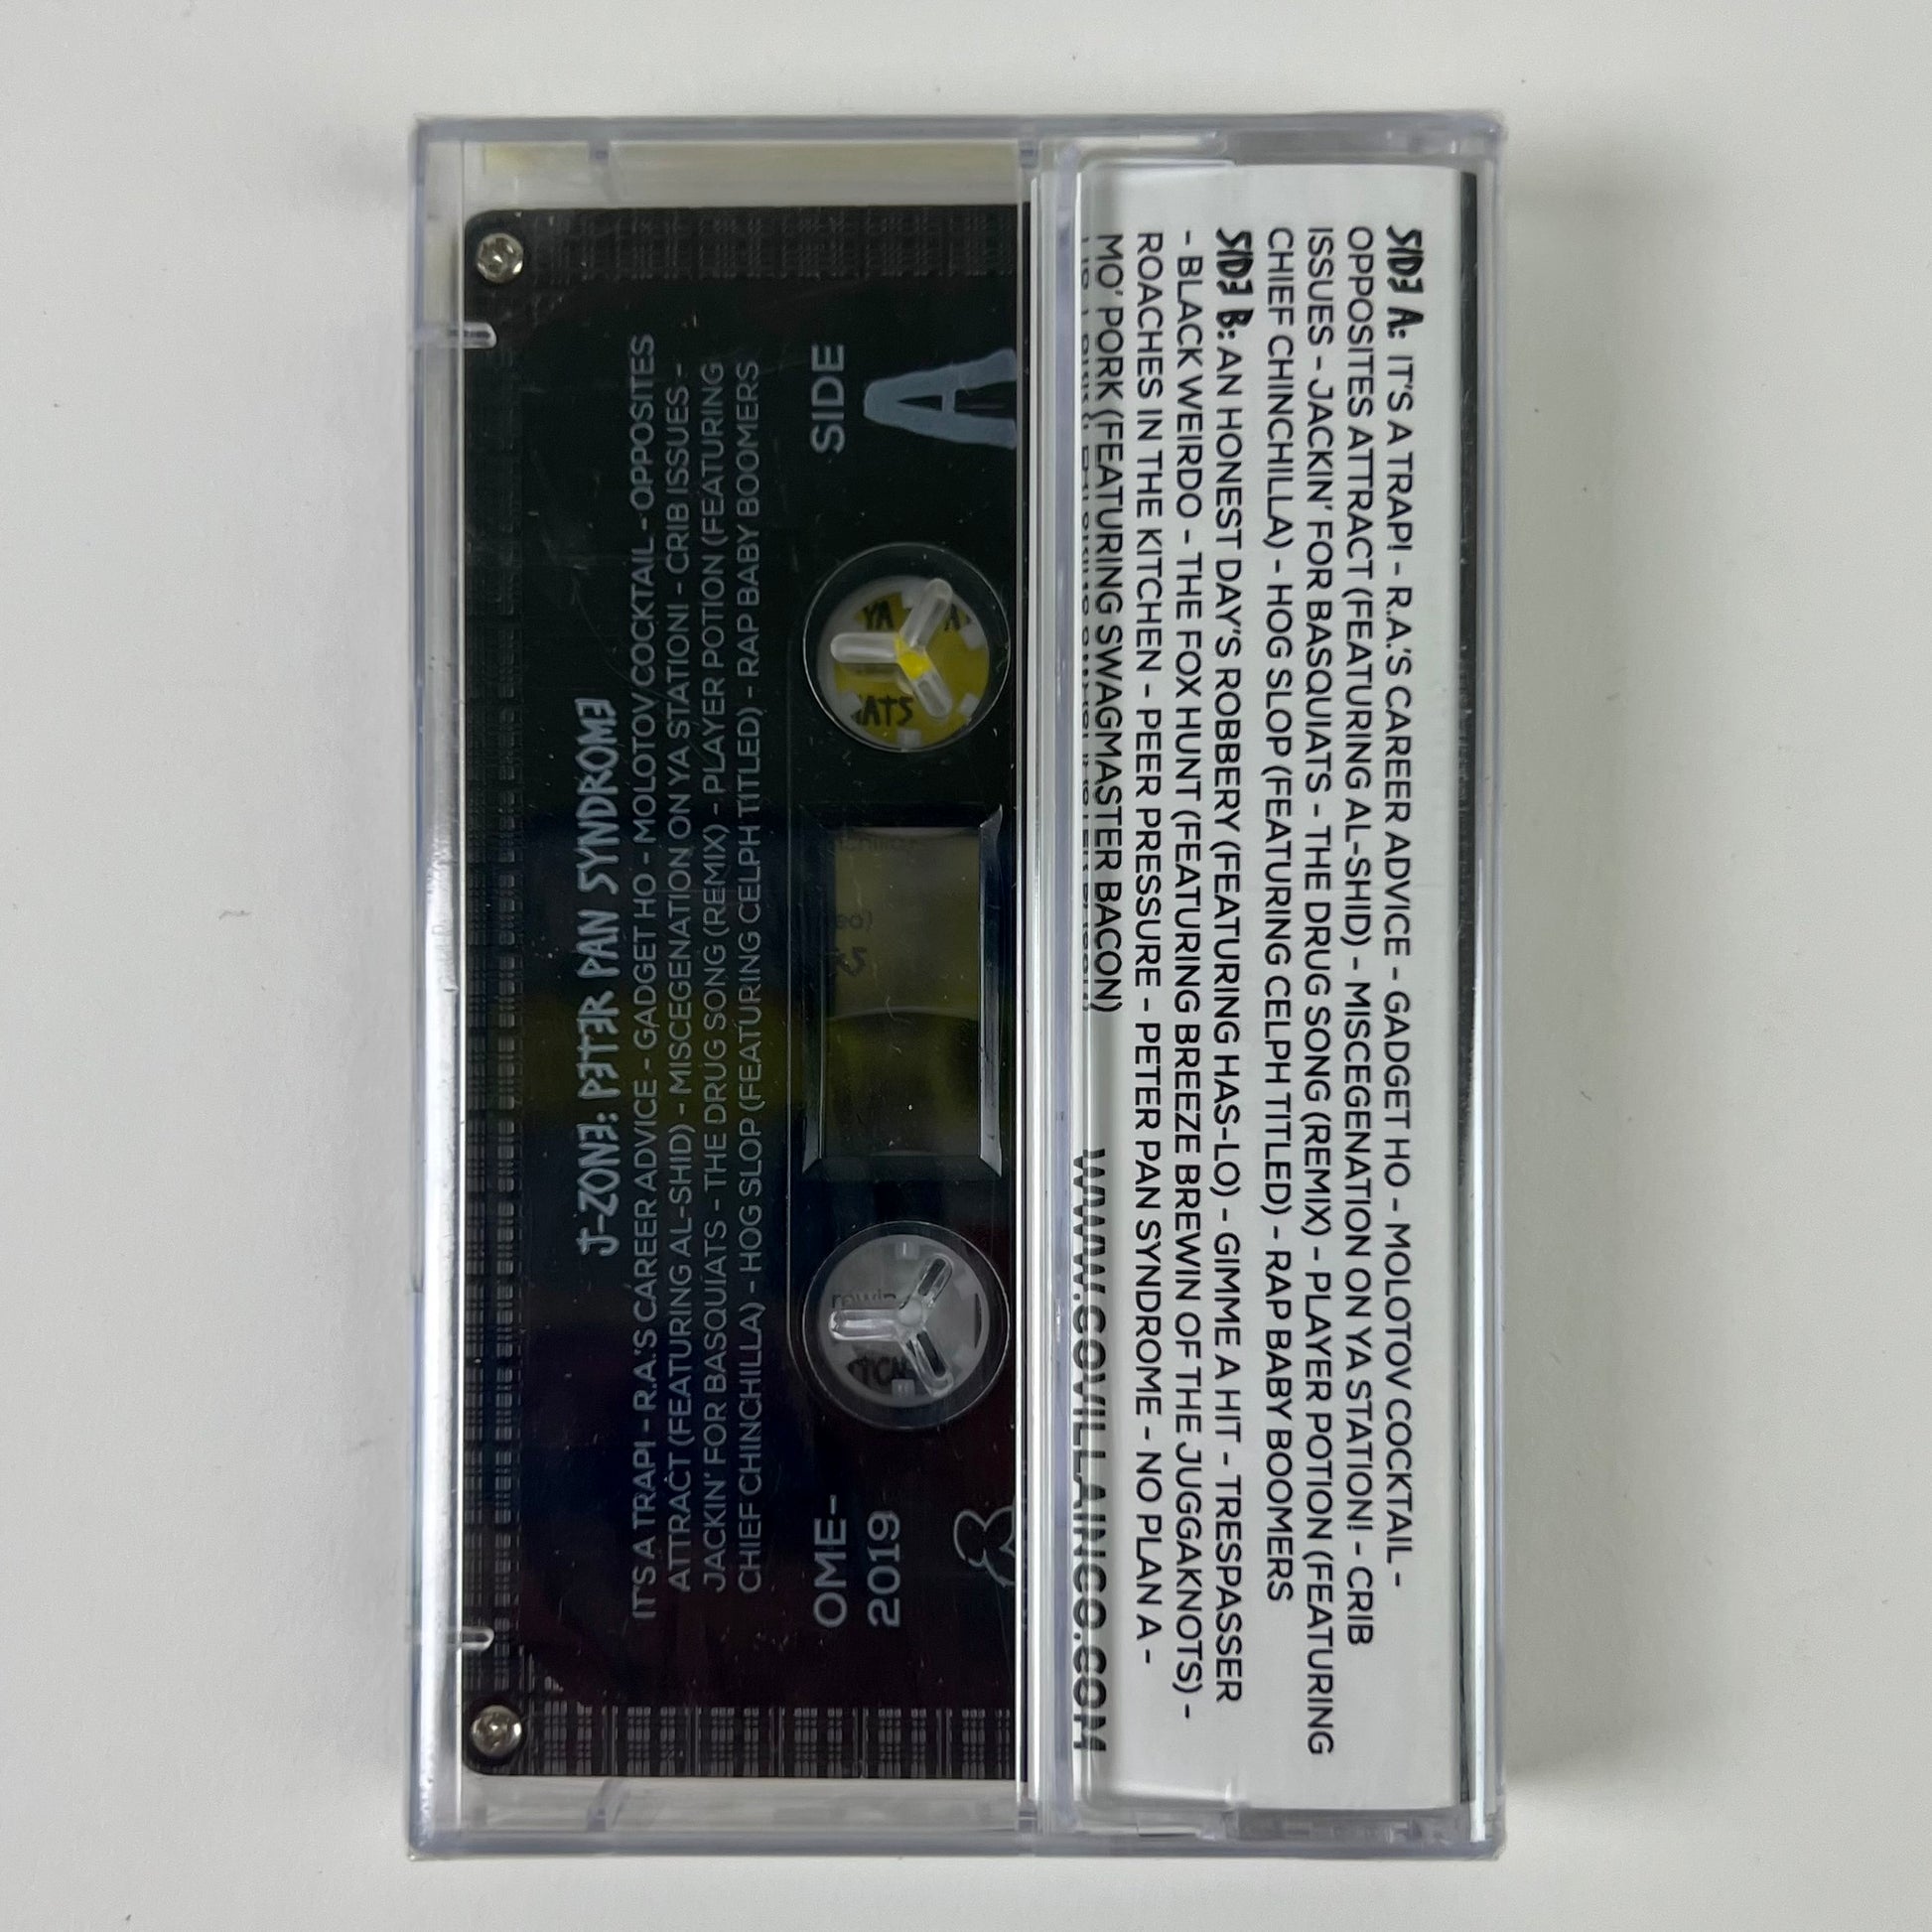 SIDE A: IT'S A TRAP! - R.A.'S CAREER ADVICE - GADGET HO - MOLOTOV COCKTAIL -
OPPOSITES ATTRACT (FEATURING AL-SHID) - MISCEGENATION ON YA STATION! - CRIB
ISSUES - JACKIN' FOR BASQUIATS - THE DRUG SONG (REMIX) - PLAYER POTION (FEATURING
CHIEF CHINCHILLA) - HOG SLOP (FEATURING CELPH TITLED) - RAP BABY BOOMERS
SIDE B: AN HONEST DAY'S ROBBERY (FEATURING HAS-LO) - GIMME A HIT - TRESPASSER
- BLACK WEIRDO - THE FOX HUNT (FEATURING BREEZE BREWIN OF THE JUGGAKNOTS) -
ROACHES IN THE KITCHEN - PEER PRESSURE - PETER PAN SYNDROME - NO PLAN A -
MO' PORK (FEATURING SWAGMASTER BACON)
WWW.GOVILLAINGO.COM
J-ZONE: PETER PAN SYNDROME
IT'S A TRAP! - R.A.'S CAREER ADVICE - GADGET HO - MOLOTOV COCKTAIL - OPPOSITES
ATTRACT (FEATURING AL-SHID) - MISCEGENATION ON YA STATION! - CRIB ISSUES -
JACKIN' FOR BASQUIATS - THE DRUG SONG (REMIX) - PLAYER POTION (FEATURING
CHIEF CHINCHILLA) - HOG SLOP (FEATURING CELPH TITLED) - RAP BABY BOOMERS
SIDE
A
OME-
2019
YA